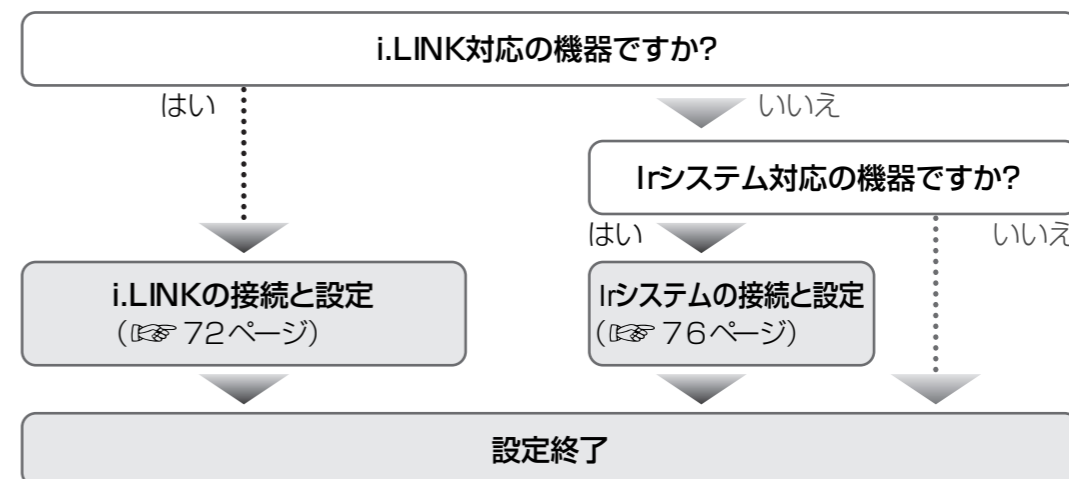 i.LINK対応の機器ですか?
はい
いいえ
Irシステム対応の機器ですか?
はい
いいえ
i.LINKの接続と設定
(☞72ページ)
Irシステムの接続と設定
(☞76ページ)
設定終了